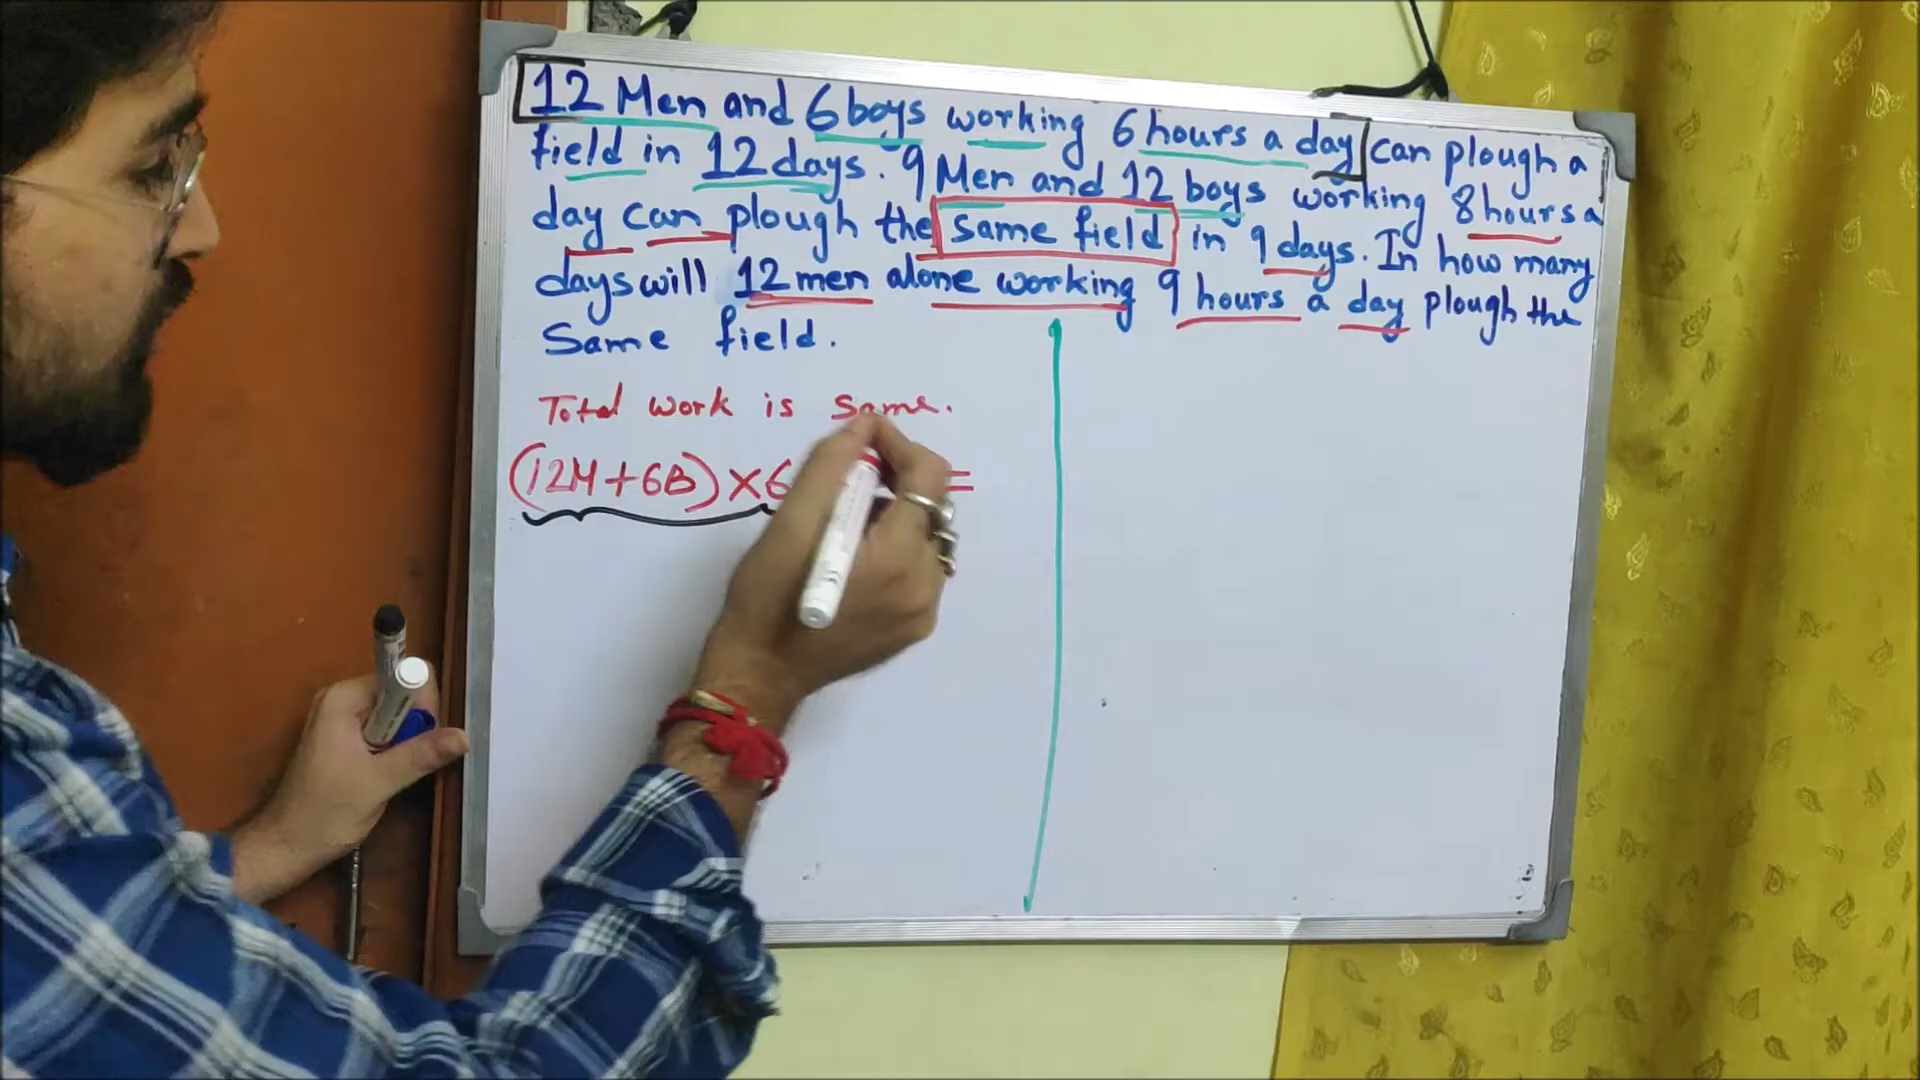 12 Men and 6 boys working 6 hours a day can plough a
field in 12 days. 9 Men and 12 boys working 8 hours a
day can plough the same field in 9 days. In how many
days will 12 men alone working 9 hours a day plough the
Same field.
Total work is same.
(12M+6B)×6 =